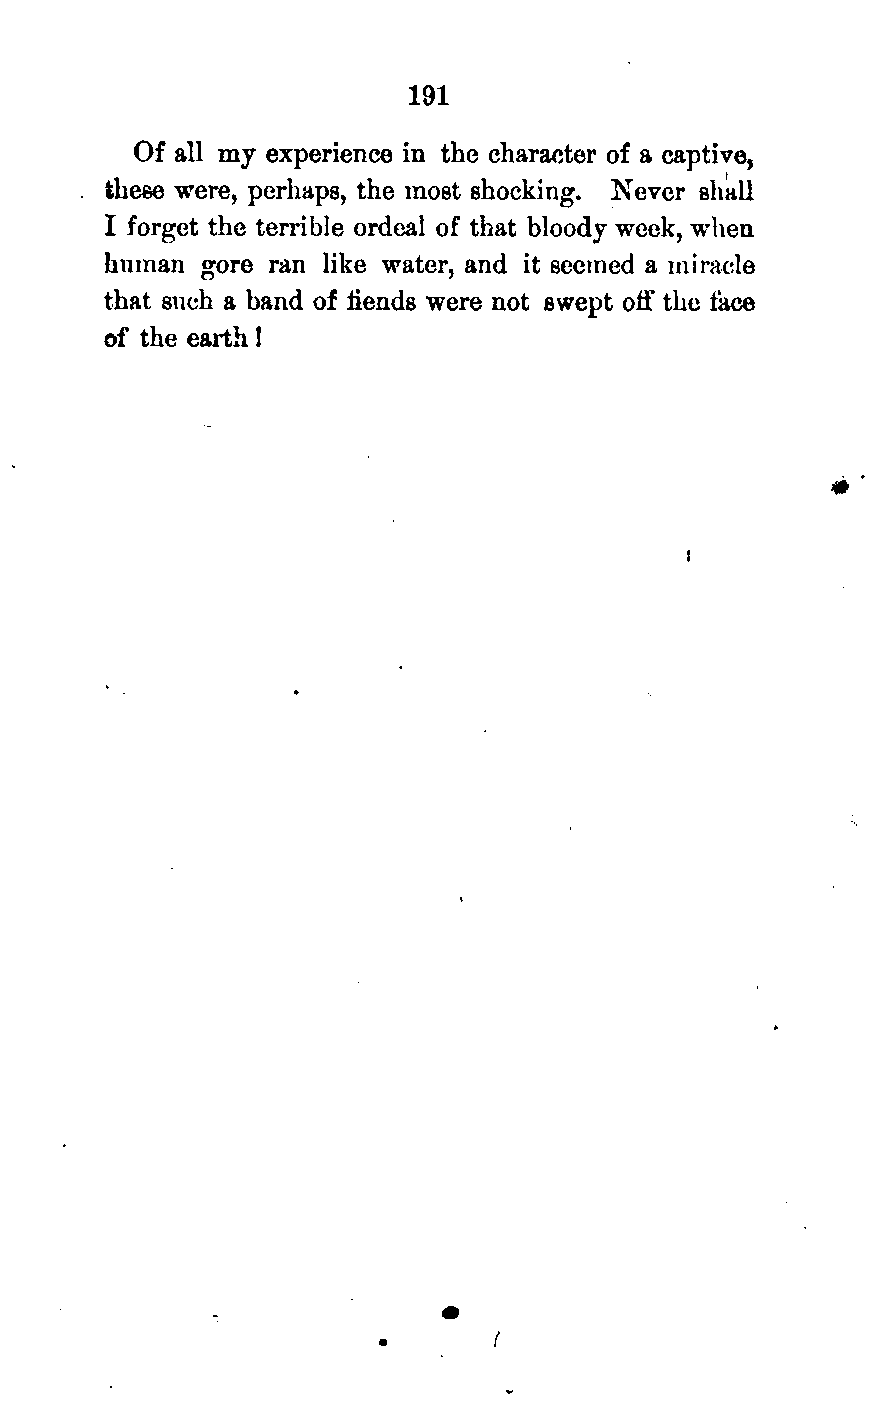 191
Of all my experience in the character of a captive,
these were, perhaps, the most shocking. Never shall
I forget the terrible ordeal of that bloody week, when
human gore ran like water, and it seemed a miracle
that such a band of fiends were not swept off the face
of the earth!